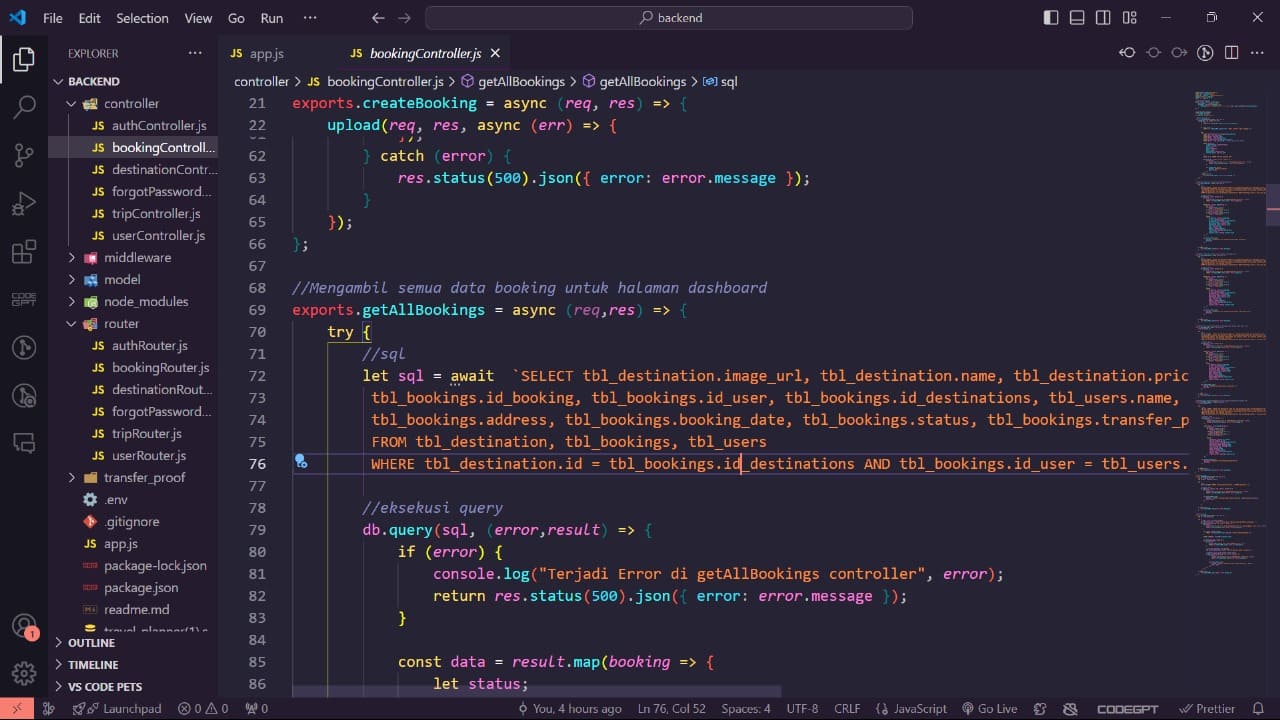 File Edit Selection View Go Run ··· backend
EXPLORER ···
BACKEND
controller
JS authController.js
JS bookingControll...
JS destinationContr...
JS forgotPassword...
JS tripController.js
JS userController.js
middleware
model
node_modules
router
JS authRouter.js
JS bookingRouter.js
JS destinationRout...
JS forgotPassword...
JS tripRouter.js
JS userRouter.js
transfer_proof
.env
.gitignore
JS app.js
package-lock.json
package.json
readme.md
OUTLINE
TIMELINE
VS CODE PETS
CODE GPT
1
JS app.js JS bookingController.js
controller > JS bookingController.js > getAllBookings > getAllBookings > sql
21 exports.createBooking = async (req, res) => {
22 upload(req, res, async (err) => {
62 } catch (error) {
63 res.status(500).json({ error: error.message });
64 }
65 });
66 };
67
68 //Mengambil semua data booking untuk halaman dashboard
69 exports.getAllBookings = async (req,res) => {
70 try {
71 //sql
72 let sql = await `SELECT tbl_destination.image_url, tbl_destination.name, tbl_destination.pric
73 tbl_bookings.id_booking, tbl_bookings.id_user, tbl_bookings.id_destinations, tbl_users.name,
74 tbl_bookings.address, tbl_bookings.booking_date, tbl_bookings.status, tbl_bookings.transfer_p
75 FROM tbl_destination, tbl_bookings, tbl_users
76 WHERE tbl_destination.id = tbl_bookings.id_destinations AND tbl_bookings.id_user = tbl_users.
77
78 //eksekusi query
79 db.query(sql, (error,result) => {
80 if (error) {
81 console.log("Terjadi Error di getAllBookings controller", error);
82 return res.status(500).json({ error: error.message });
83 }
84
85 const data = result.map(booking => {
86 let status;
Launchpad 0 0 0 You, 4 hours ago Ln 76, Col 52 Spaces: 4 UTF-8 CRLF {} JavaScript Go Live CODEGPT Prettier